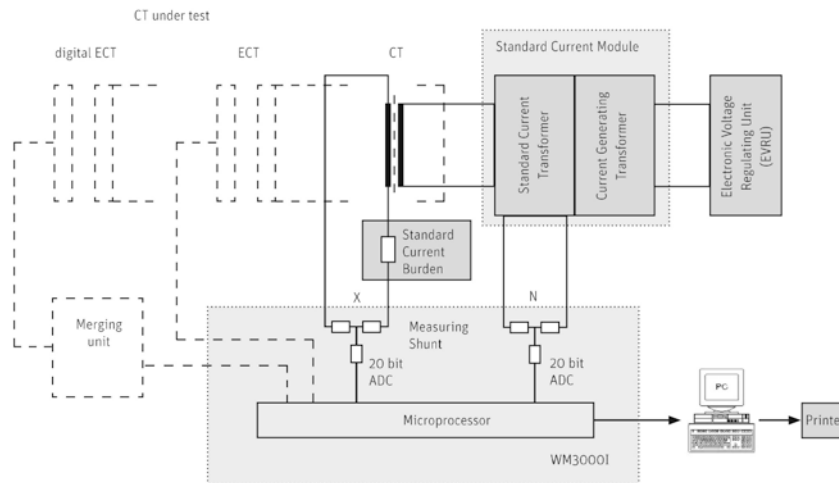 CT under test
digital ECT
ECT
CT
Standard Current Module
Standard Current
Transformer
Current Generating
Transformer
Electronic Voltage
Regulating Unit
(EVRU)
Standard
Current
Burden
X
N
Merging
unit
Measuring
Shunt
20 bit
ADC
20 bit
ADC
PC
Microprocessor
Printe
WM3000I